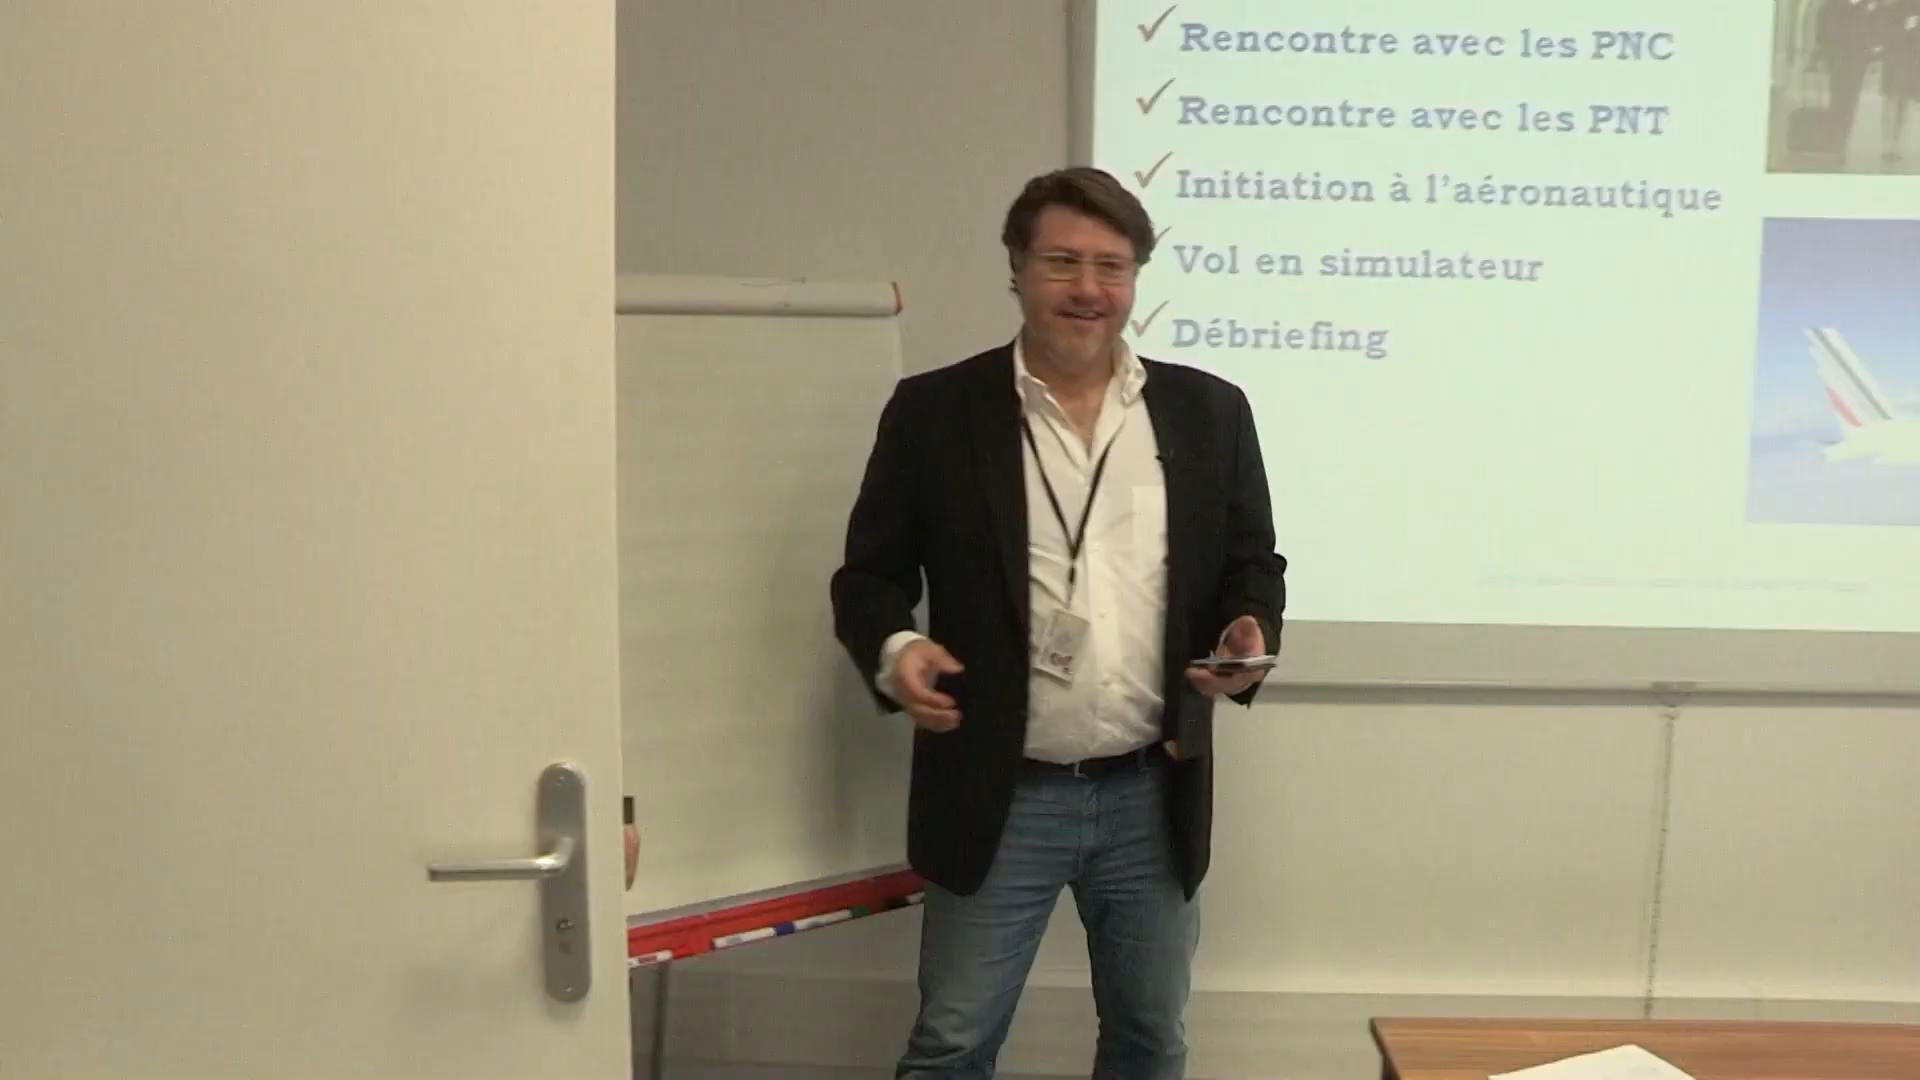 Rencontre avec les PNC
Rencontre avec les PNT
Initiation à l'aéronautique
Vol en simulateur
Débriefing